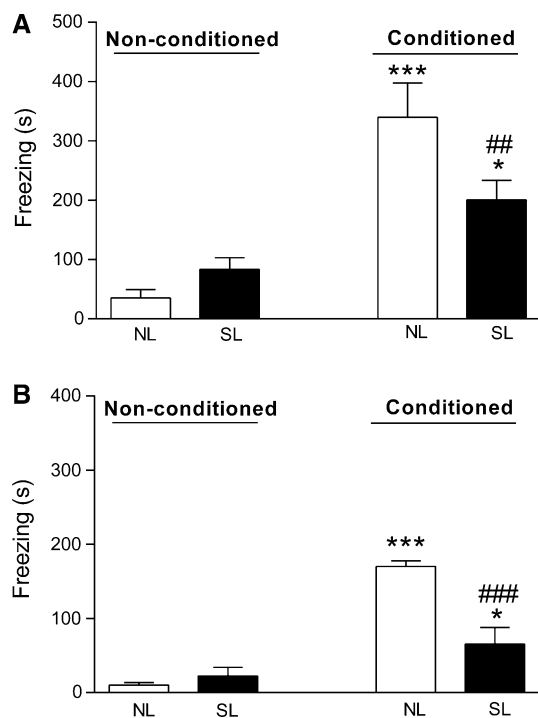 A
500
Non-conditioned
Conditioned
400
***
300
##
*
Freezing (s)
200
100
0
NL
SL
NL
SL
B
400
Non-conditioned
Conditioned
300
Freezing (s)
200
***
###
*
100
0
NL
SL
NL
SL